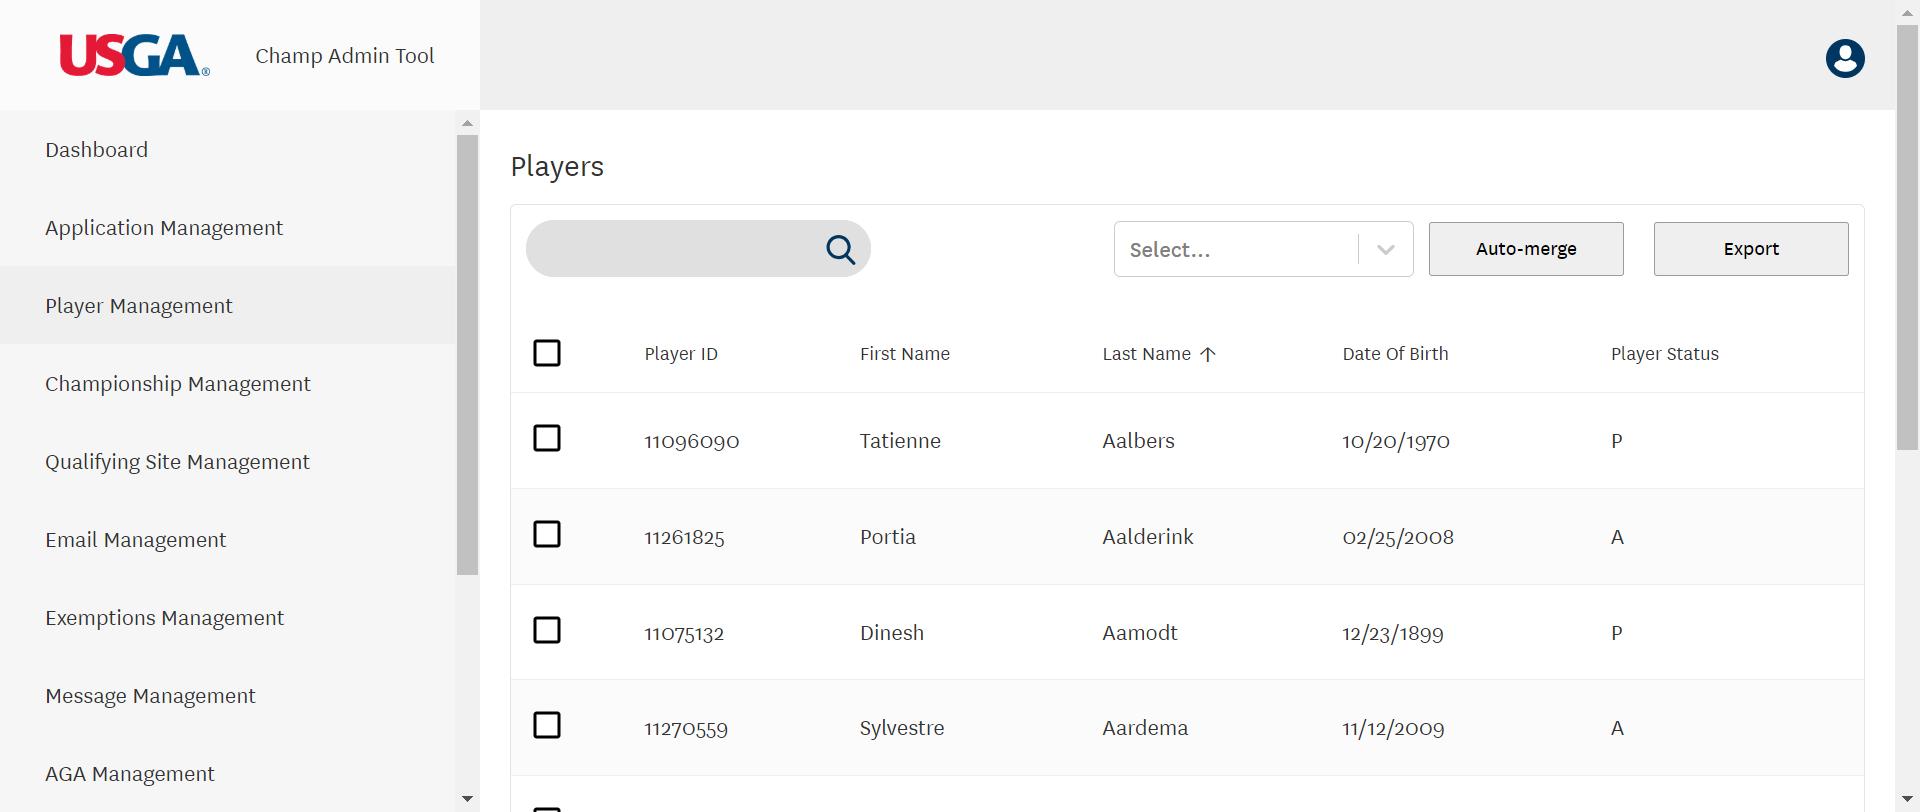 USGA®
Champ Admin Tool
Dashboard
Application Management
Player Management
Championship Management
Qualifying Site Management
Email Management
Exemptions Management
Message Management
AGA Management
Players
Select...
Auto-merge
Export
Player ID First Name Last Name Date Of Birth Player Status
11096090 Tatienne Aalbers 10/20/1970 P
11261825 Portia Aalderink 02/25/2008 A
11075132 Dinesh Aamodt 12/23/1899 P
11270559 Sylvestre Aardema 11/12/2009 A